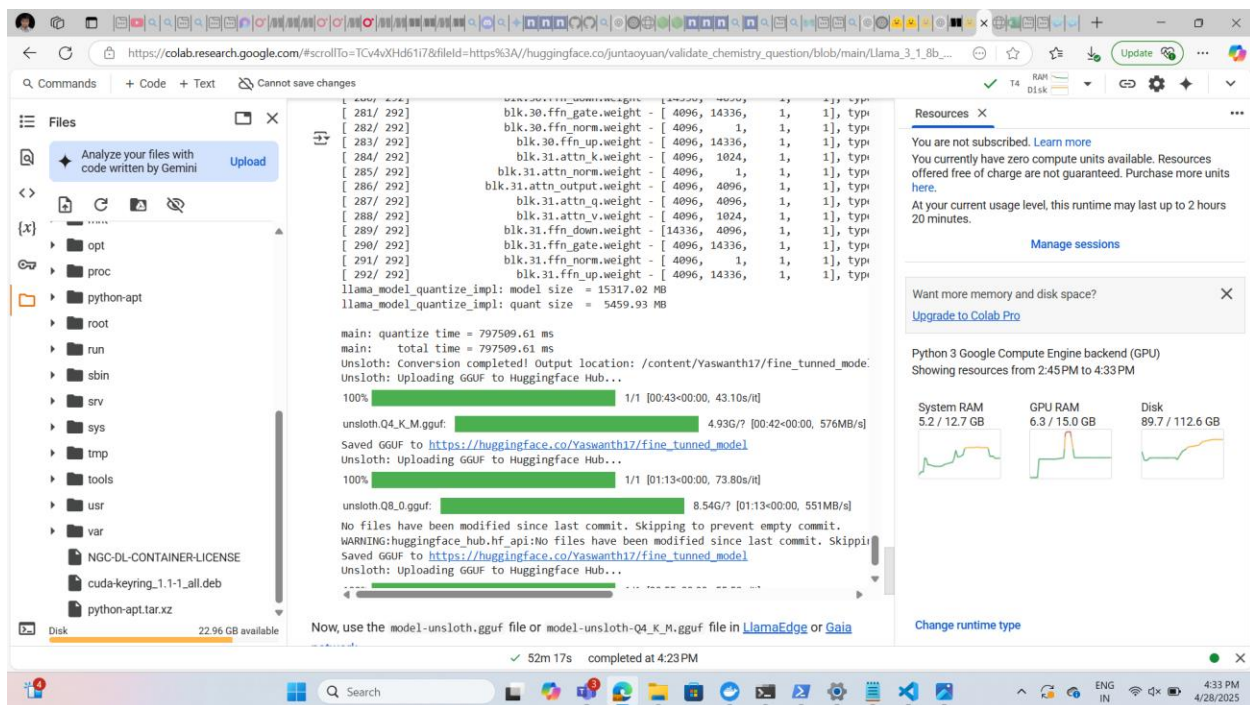 https://colab.research.google.com/#scrollTo=TCv4vXHd61i7&fileId=https%3A//huggingface.co/juntaoyuan/validate_chemistry_question/blob/main/Llama_3_1_8b_...
Update
Commands + Code + Text Cannot save changes
T4 RAM Disk
Files
Analyze your files with code written by Gemini
Upload
opt
proc
python-apt
root
run
sbin
srv
sys
tmp
tools
usr
var
NGC-DL-CONTAINER-LICENSE
cuda-keyring_1.1-1_all.deb
python-apt.tar.xz
Disk 22.96 GB available
[ 281/ 292] blk.30.ffn_gate.weight - [ 4096, 14336, 1, 1], typ
[ 282/ 292] blk.30.ffn_norm.weight - [ 4096, 1, 1, 1], typ
[ 283/ 292] blk.30.ffn_up.weight - [ 4096, 14336, 1, 1], typ
[ 284/ 292] blk.31.attn_k.weight - [ 4096, 1024, 1, 1], typ
[ 285/ 292] blk.31.attn_norm.weight - [ 4096, 1, 1, 1], typ
[ 286/ 292] blk.31.attn_output.weight - [ 4096, 4096, 1, 1], typ
[ 287/ 292] blk.31.attn_q.weight - [ 4096, 4096, 1, 1], typ
[ 288/ 292] blk.31.attn_v.weight - [ 4096, 1024, 1, 1], typ
[ 289/ 292] blk.31.ffn_down.weight - [14336, 4096, 1, 1], typ
[ 290/ 292] blk.31.ffn_gate.weight - [ 4096, 14336, 1, 1], typ
[ 291/ 292] blk.31.ffn_norm.weight - [ 4096, 1, 1, 1], typ
[ 292/ 292] blk.31.ffn_up.weight - [ 4096, 14336, 1, 1], typ
llama_model_quantize_impl: model size = 15317.02 MB
llama_model_quantize_impl: quant size = 5459.93 MB
main: quantize time = 797509.61 ms
main: total time = 797509.61 ms
Unsloth: Conversion completed! Output location: /content/Yaswanth17/fine_tunned_mode
Unsloth: Uploading GGUF to Huggingface Hub...
100% 1/1 [00:43<00:00, 43.10s/it]
unsloth.Q4_K_M.gguf: 4.93G/? [00:42<00:00, 576MB/s]
Saved GGUF to https://huggingface.co/Yaswanth17/fine_tunned_model
Unsloth: Uploading GGUF to Huggingface Hub...
100% 1/1 [01:13<00:00, 73.80s/it]
unsloth.Q8_0.gguf: 8.54G/? [01:13<00:00, 551MB/s]
No files have been modified since last commit. Skipping to prevent empty commit.
WARNING:huggingface_hub.hf_api:No files have been modified since last commit. Skippi
Saved GGUF to https://huggingface.co/Yaswanth17/fine_tunned_model
Unsloth: Uploading GGUF to Huggingface Hub...
Now, use the model-unsloth.gguf file or model-unsloth-Q4_K_M.gguf file in LlamaEdge or Gaia
Resources
You are not subscribed. Learn more
You currently have zero compute units available. Resources
offered free of charge are not guaranteed. Purchase more units
here.
At your current usage level, this runtime may last up to 2 hours
20 minutes.
Manage sessions
Want more memory and disk space?
Upgrade to Colab Pro
Python 3 Google Compute Engine backend (GPU)
Showing resources from 2:45 PM to 4:33 PM
System RAM GPU RAM Disk
5.2 / 12.7 GB 6.3 / 15.0 GB 89.7 / 112.6 GB
Change runtime type
52m 17s completed at 4:23 PM
4 Search 3 ENG IN 4:33 PM 4/28/2025